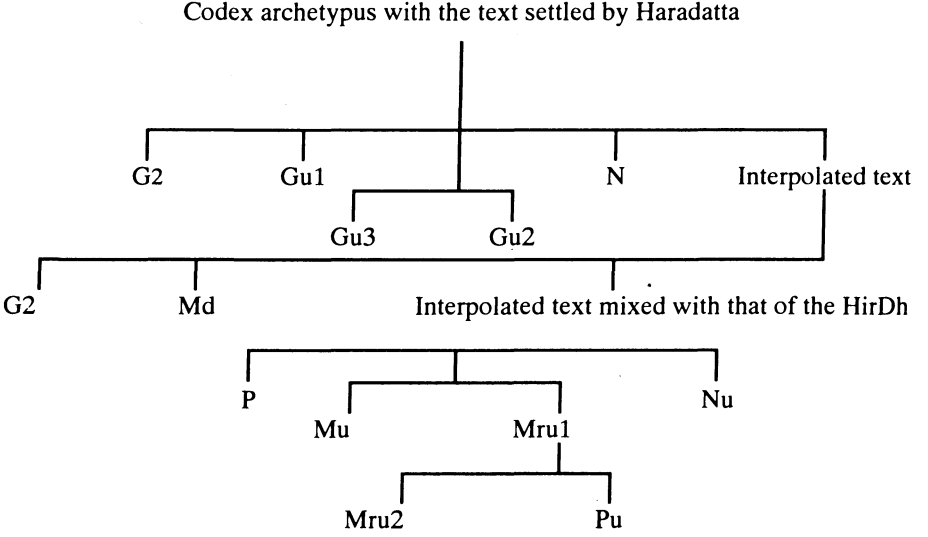 Codex archetypus with the text settled by Haradatta
G2 Gu1 N Interpolated text
Gu3 Gu2
G2 Md Interpolated text mixed with that of the HirDh
P Nu
Mu Mru1
Mru2 Pu